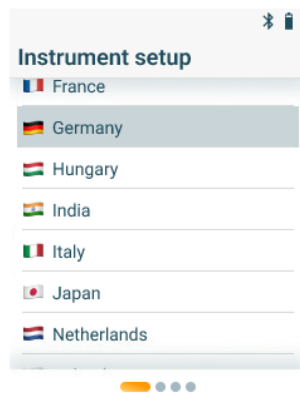 Instrument setup
France
Germany
Hungary
India
Italy
Japan
Netherlands